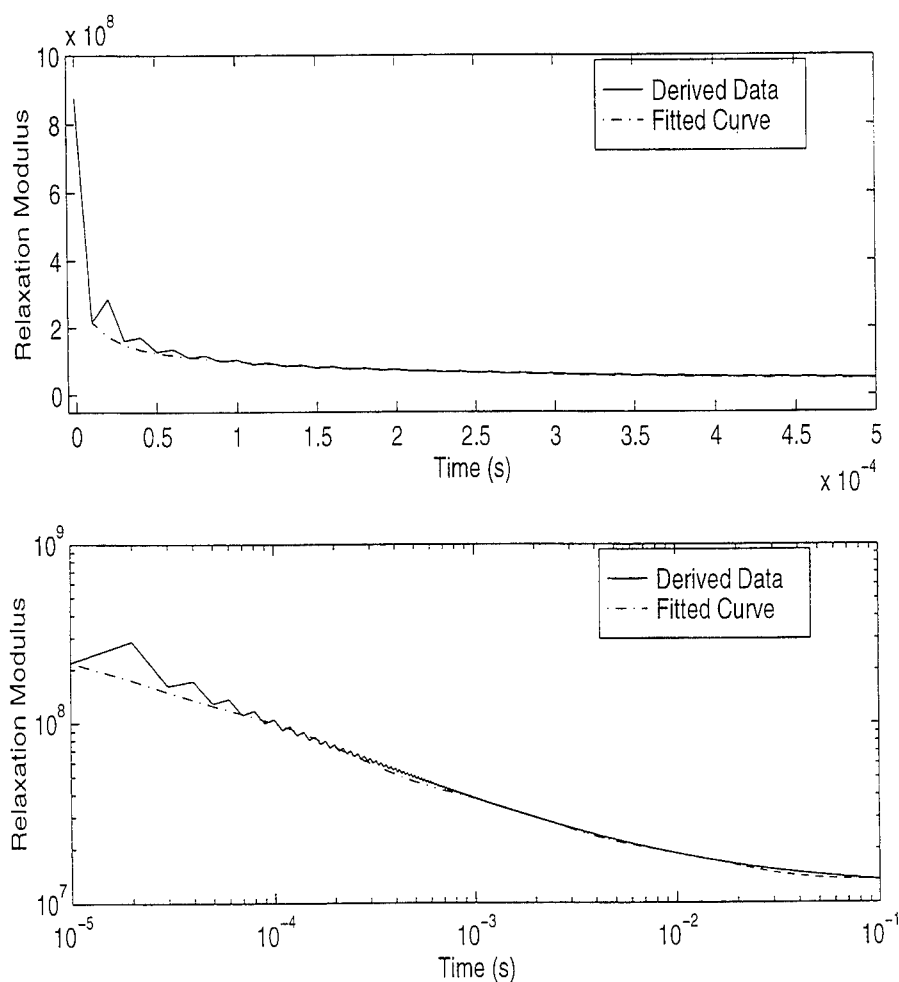 x 10^8
10
8
6
4
2
0
Relaxation Modulus
Derived Data
Fitted Curve
0 0.5 1 1.5 2 2.5 3 3.5 4 4.5 5
Time (s)
x 10^-4
10^9
10^8
10^7
Relaxation Modulus
Derived Data
Fitted Curve
10^-5 10^-4 10^-3 10^-2 10^-1
Time (s)